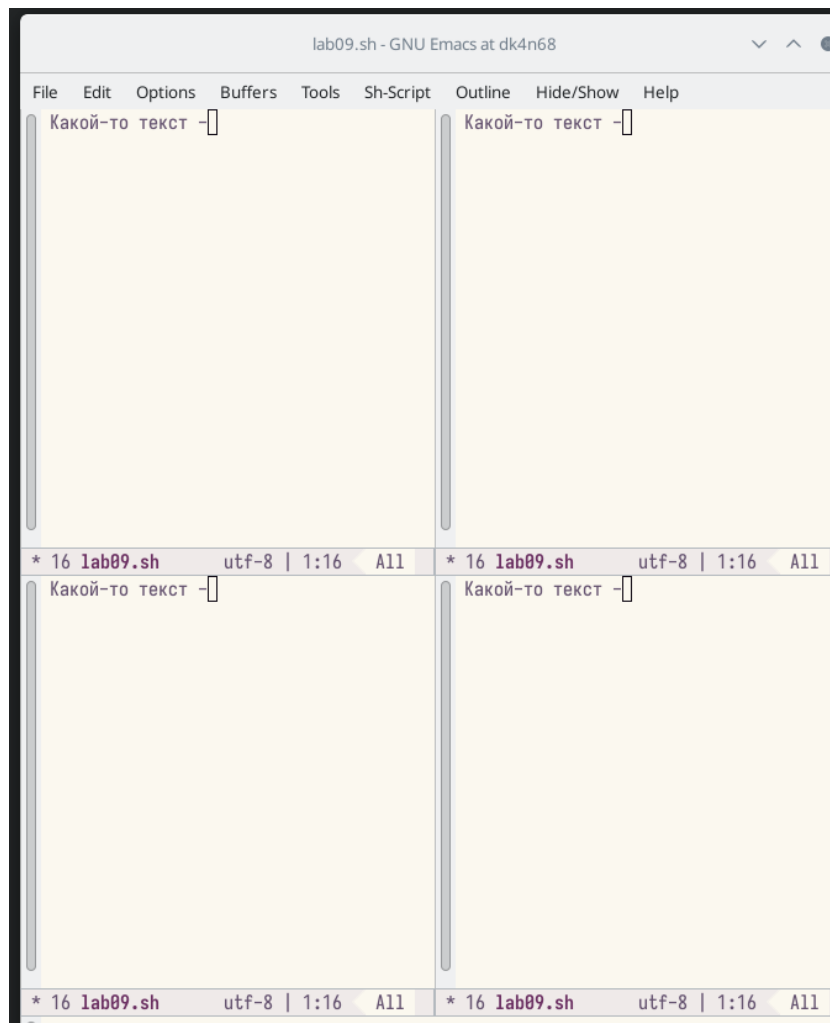 lab09.sh - GNU Emacs at dk4n68
File Edit Options Buffers Tools Sh-Script Outline Hide/Show Help
Какой-то текст -
Какой-то текст -
* 16 lab09.sh utf-8 | 1:16 All
* 16 lab09.sh utf-8 | 1:16 All
Какой-то текст -
Какой-то текст -
* 16 lab09.sh utf-8 | 1:16 All
* 16 lab09.sh utf-8 | 1:16 All